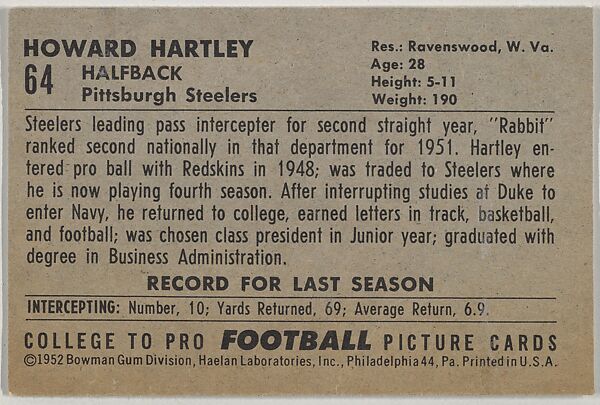 HOWARD HARTLEY
64 HALFBACK
Pittsburgh Steelers
Res.: Ravenswood, W. Va.
Age: 28
Height: 5-11
Weight: 190
Steelers leading pass intercepter for second straight year, "Rabbit"
ranked second nationally in that department for 1951. Hartley en-
tered pro ball with Redskins in 1948; was traded to Steelers where
he is now playing fourth season. After interrupting studies at Duke to
enter Navy, he returned to college, earned letters in track, basketball,
and football; was chosen class president in Junior year; graduated with
degree in Business Administration.
RECORD FOR LAST SEASON
INTERCEPTING: Number, 10; Yards Returned, 69; Average Return, 6.9.
COLLEGE TO PRO FOOTBALL PICTURE CARDS
©1952 Bowman Gum Division, Haelan Laboratories, Inc., Philadelphia 44, Pa. Printed in U.S.A.